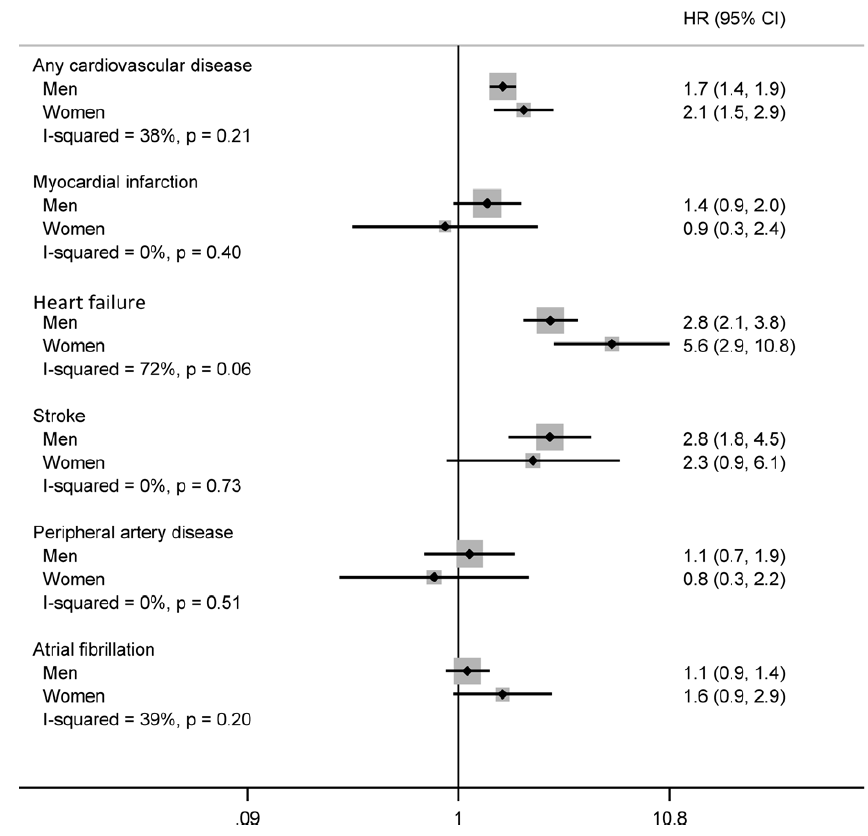 HR (95% CI)
Any cardiovascular disease
Men 1.7 (1.4, 1.9)
Women 2.1 (1.5, 2.9)
I-squared = 38%, p = 0.21
Myocardial infarction
Men 1.4 (0.9, 2.0)
Women 0.9 (0.3, 2.4)
I-squared = 0%, p = 0.40
Heart failure
Men 2.8 (2.1, 3.8)
Women 5.6 (2.9, 10.8)
I-squared = 72%, p = 0.06
Stroke
Men 2.8 (1.8, 4.5)
Women 2.3 (0.9, 6.1)
I-squared = 0%, p = 0.73
Peripheral artery disease
Men 1.1 (0.7, 1.9)
Women 0.8 (0.3, 2.2)
I-squared = 0%, p = 0.51
Atrial fibrillation
Men 1.1 (0.9, 1.4)
Women 1.6 (0.9, 2.9)
I-squared = 39%, p = 0.20
.09 1 10.8